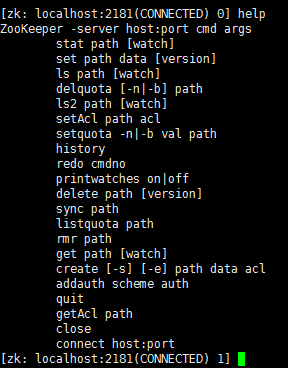 [zk: localhost:2181(CONNECTED) 0] help
ZooKeeper -server host:port cmd args
        stat path [watch]
        set path data [version]
        ls path [watch]
        delquota [-n|-b] path
        ls2 path [watch]
        setAcl path acl
        setquota -n|-b val path
        history
        redo cmdno
        printwatches on|off
        delete path [version]
        sync path
        listquota path
        rmr path
        get path [watch]
        create [-s] [-e] path data acl
        addauth scheme auth
        quit
        getAcl path
        close
        connect host:port
[zk: localhost:2181(CONNECTED) 1]